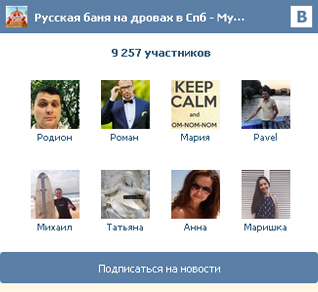 Русская баня на дровах в Спб - Му...
В
9 257 участников
KEEP
CALM
and
OM-NOM-NOM
Родион Роман Мария Pavel
Михаил Татьяна Анна Маришка
Подписаться на новости